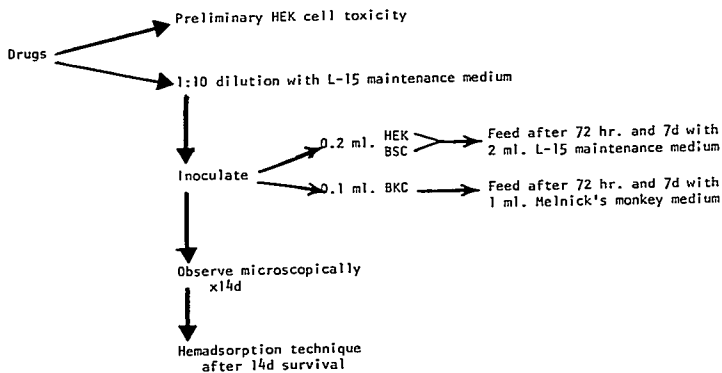 Preliminary HEK cell toxicity
Drugs
1:10 dilution with L-15 maintenance medium
0.2 ml. HEK
BSC
Feed after 72 hr. and 7d with
2 ml. L-15 maintenance medium
Inoculate
0.1 ml. BKC
Feed after 72 hr. and 7d with
1 ml. Melnick's monkey medium
Observe microscopically
x14d
Hemadsorption technique
after 14d survival